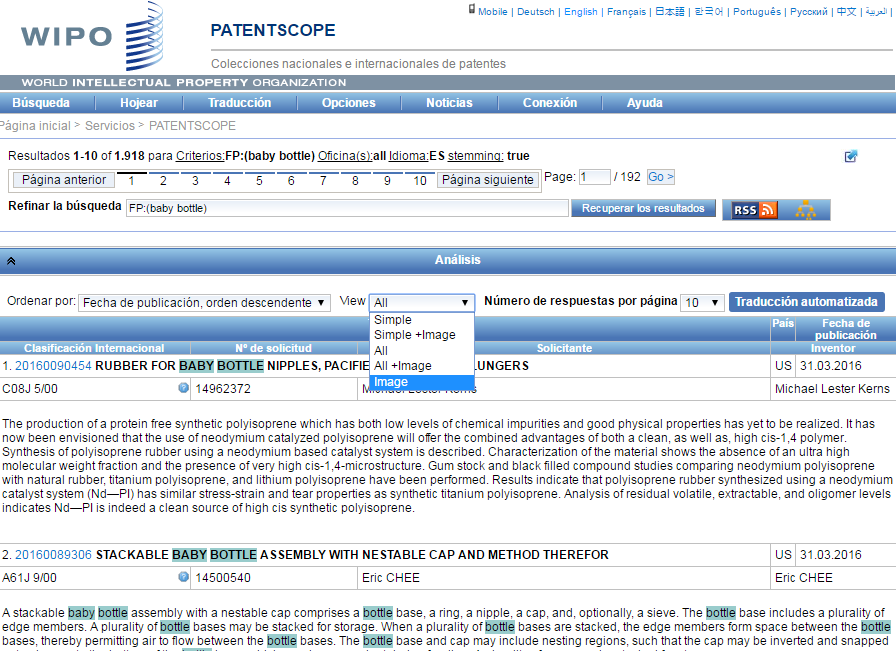 Mobile | Deutsch | English | Français | 日本語 | 한국어 | Português | Русский | 中文 | العربية |
WIPO
PATENTSCOPE
Colecciones nacionales e internacionales de patentes
WORLD INTELLECTUAL PROPERTY ORGANIZATION
Búsqueda Hojear Traducción Opciones Noticias Conexión Ayuda
Página inicial > Servicios > PATENTSCOPE
Resultados 1-10 of 1.918 para Criterios:FP:(baby bottle) Oficina(s):all Idioma:ES stemming: true
Página anterior 1 2 3 4 5 6 7 8 9 10 Página siguiente Page: 1 / 192 Go >
Refinar la búsqueda FP:(baby bottle) Recuperar los resultados RSS
Análisis
Ordenar por: Fecha de publicación, orden descendente View All Número de respuestas por página 10 Traducción automatizada
Simple
Simple +Image
All
All +Image
Image
País Fecha de publicación
Clasificación Internacional Nº de solicitud Solicitante Inventor
1. 20160090454 RUBBER FOR BABY BOTTLE NIPPLES, PACIFIE LUNGERS US 31.03.2016
C08J 5/00 14962372 Michael Lester Kerns Michael Lester Kerns
The production of a protein free synthetic polyisoprene which has both low levels of chemical impurities and good physical properties has yet to be realized. It has
now been envisioned that the use of neodymium catalyzed polyisoprene will offer the combined advantages of both a clean, as well as, high cis-1,4 polymer.
Synthesis of polyisoprene rubber using a neodymium based catalyst system is described. Characterization of the material shows the absence of an ultra high
molecular weight fraction and the presence of very high cis-1,4-microstructure. Gum stock and black filled compound studies comparing neodymium polyisoprene
with natural rubber, titanium polyisoprene, and lithium polyisoprene have been performed. Results indicate that polyisoprene rubber synthesized using a neodymium
catalyst system (Nd—PI) has similar stress-strain and tear properties as synthetic titanium polyisoprene. Analysis of residual volatile, extractable, and oligomer levels
indicates Nd—PI is indeed a clean source of high cis synthetic polyisoprene.
2. 20160089306 STACKABLE BABY BOTTLE ASSEMBLY WITH NESTABLE CAP AND METHOD THEREFOR US 31.03.2016
A61J 9/00 14500540 Eric CHEE Eric CHEE
A stackable baby bottle assembly with a nestable cap comprises a bottle base, a ring, a nipple, a cap, and, optionally, a sieve. The bottle base includes a plurality of
edge members. A plurality of bottle bases may be stacked for storage. When a plurality of bottle bases are stacked, the edge members form space between the bottle
bases, thereby permitting air to flow between the bottle bases. The bottle base and cap may include nesting regions, such that the cap may be inverted and snapped